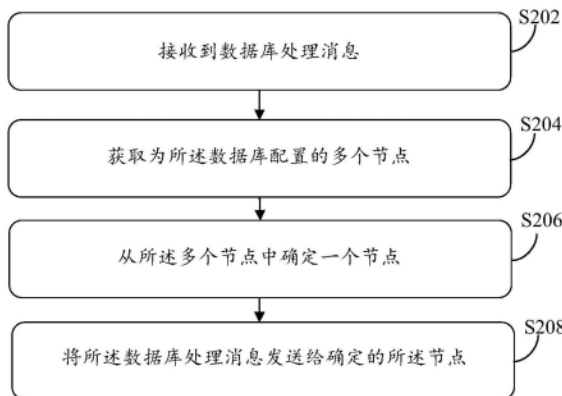 S202
接收到数据库处理消息
S204
获取为所述数据库配置的多个节点
S206
从所述多个节点中确定一个节点
S208
将所述数据库处理消息发送给确定的所述节点